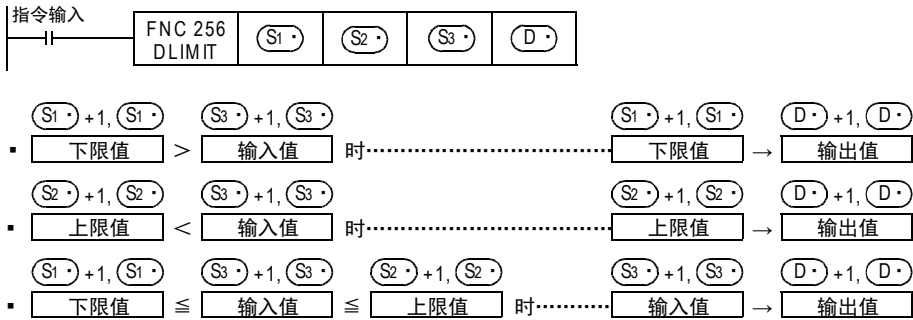 指令输入
FNC 256 DLIMIT S1· S2· S3· D·
S1· +1, S1· S3· +1, S3· S1· +1, S1· D· +1, D·
▪ 下限值 > 输入值 时…………………………… 下限值 → 输出值
S2· +1, S2· S3· +1, S3· S2· +1, S2· D· +1, D·
▪ 上限值 < 输入值 时…………………………… 上限值 → 输出值
S1· +1, S1· S3· +1, S3· S2· +1, S2· S3· +1, S3· D· +1, D·
▪ 下限值 ≦ 输入值 ≦ 上限值 时………… 输入值 → 输出值